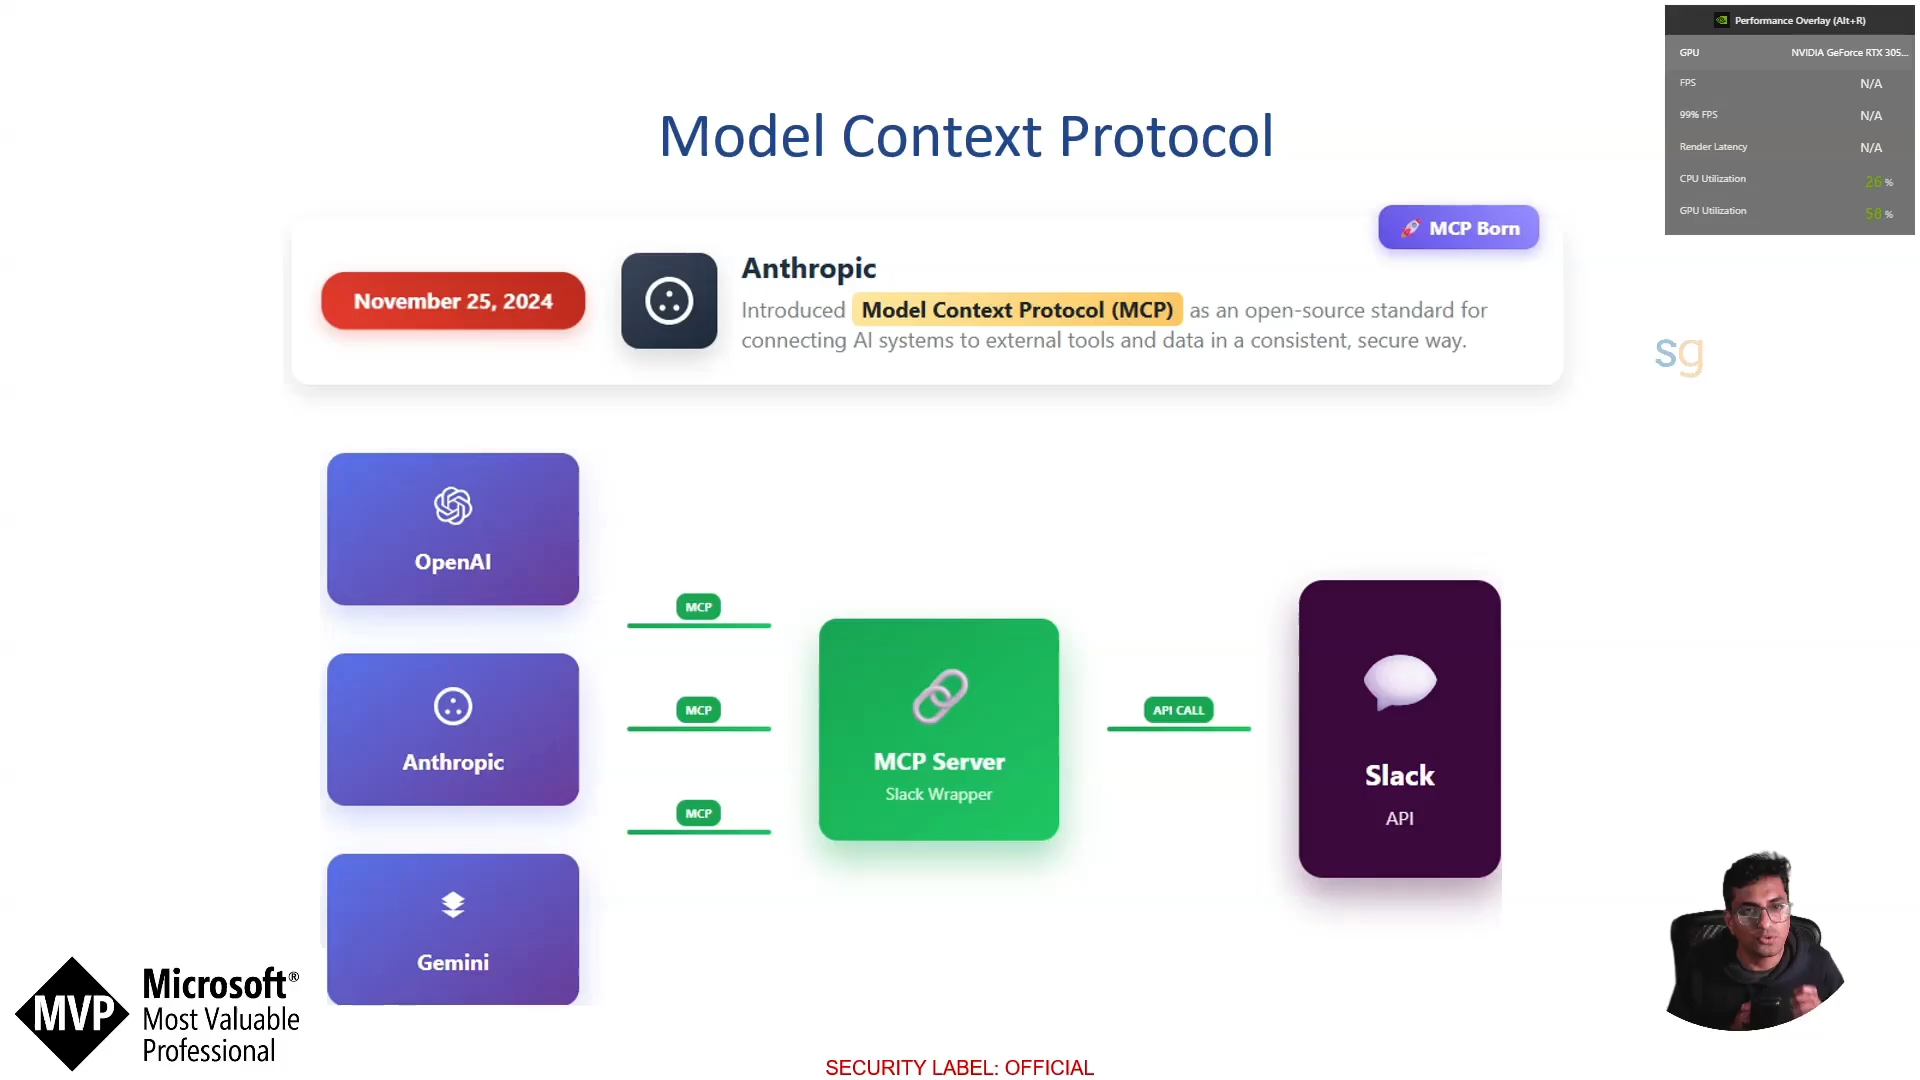 Performance Overlay (Alt+R)
GPU NVIDIA GeForce RTX 305...
FPS N/A
99% FPS N/A
Render Latency N/A
CPU Utilization 26 %
GPU Utilization 58 %
Model Context Protocol
MCP Born
November 25, 2024
Anthropic
Introduced Model Context Protocol (MCP) as an open-source standard for
connecting AI systems to external tools and data in a consistent, secure way.
sg
OpenAI
Anthropic
Gemini
MCP
MCP
MCP
MCP Server
Slack Wrapper
API CALL
Slack
API
MVP
Microsoft®
Most Valuable
Professional
SECURITY LABEL: OFFICIAL